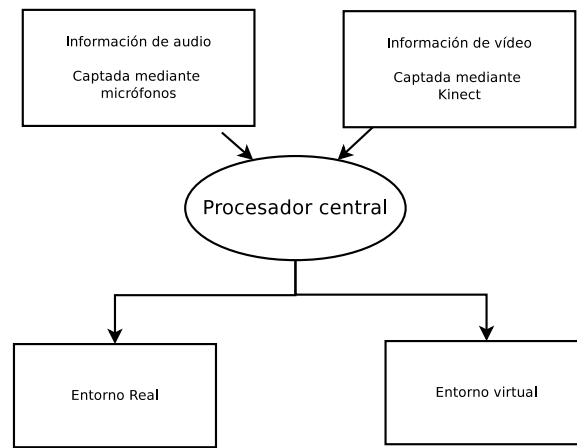 Información de audio
Captada mediante
micrófonos
Información de vídeo
Captada mediante
Kinect
Procesador central
Entorno Real
Entorno virtual